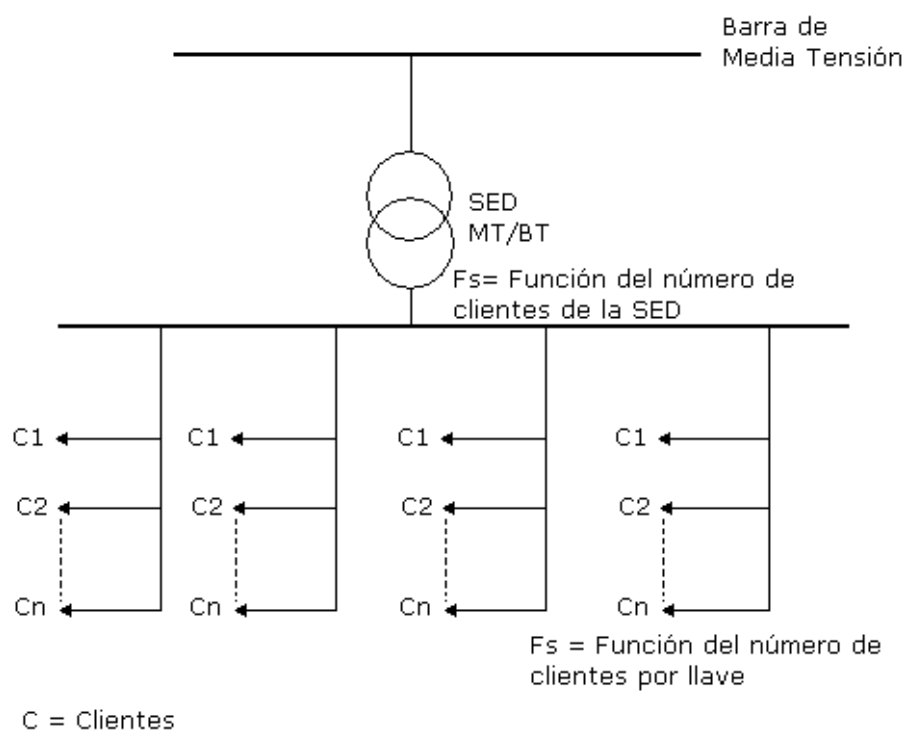 Barra de
Media Tensión
SED
MT/BT
Fs= Función del número de
clientes de la SED
C1 C1 C1 C1
C2 C2 C2 C2
Cn Cn Cn Cn
Fs = Función del número de
clientes por llave
C = Clientes